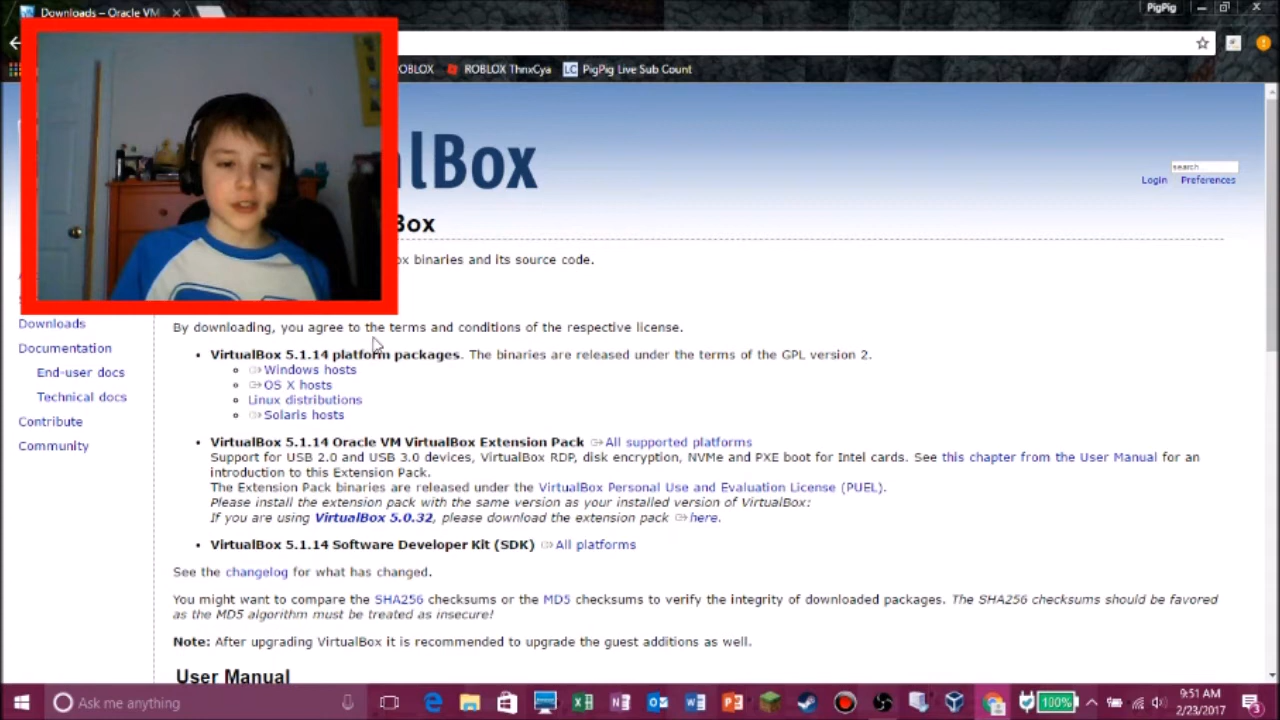 Downloads – Oracle VM
PigPig
OBLOX
ROBLOX ThnxCya
LC
PigPig Live Sub Count
alBox
search
Login
Preferences
Box
ox binaries and its source code.
Downloads
Documentation
End-user docs
Technical docs
Contribute
Community
By downloading, you agree to the terms and conditions of the respective license.
• VirtualBox 5.1.14 platform packages. The binaries are released under the terms of the GPL version 2.
Windows hosts
OS X hosts
Linux distributions
Solaris hosts
• VirtualBox 5.1.14 Oracle VM VirtualBox Extension Pack All supported platforms
Support for USB 2.0 and USB 3.0 devices, VirtualBox RDP, disk encryption, NVMe and PXE boot for Intel cards. See this chapter from the User Manual for an
introduction to this Extension Pack.
The Extension Pack binaries are released under the VirtualBox Personal Use and Evaluation License (PUEL).
Please install the extension pack with the same version as your installed version of VirtualBox:
If you are using VirtualBox 5.0.32, please download the extension pack here.
• VirtualBox 5.1.14 Software Developer Kit (SDK) All platforms
See the changelog for what has changed.
You might want to compare the SHA256 checksums or the MD5 checksums to verify the integrity of downloaded packages. The SHA256 checksums should be favored
as the MD5 algorithm must be treated as insecure!
Note: After upgrading VirtualBox it is recommended to upgrade the guest additions as well.
User Manual
Ask me anything
100%
9:51 AM
2/23/2017
3